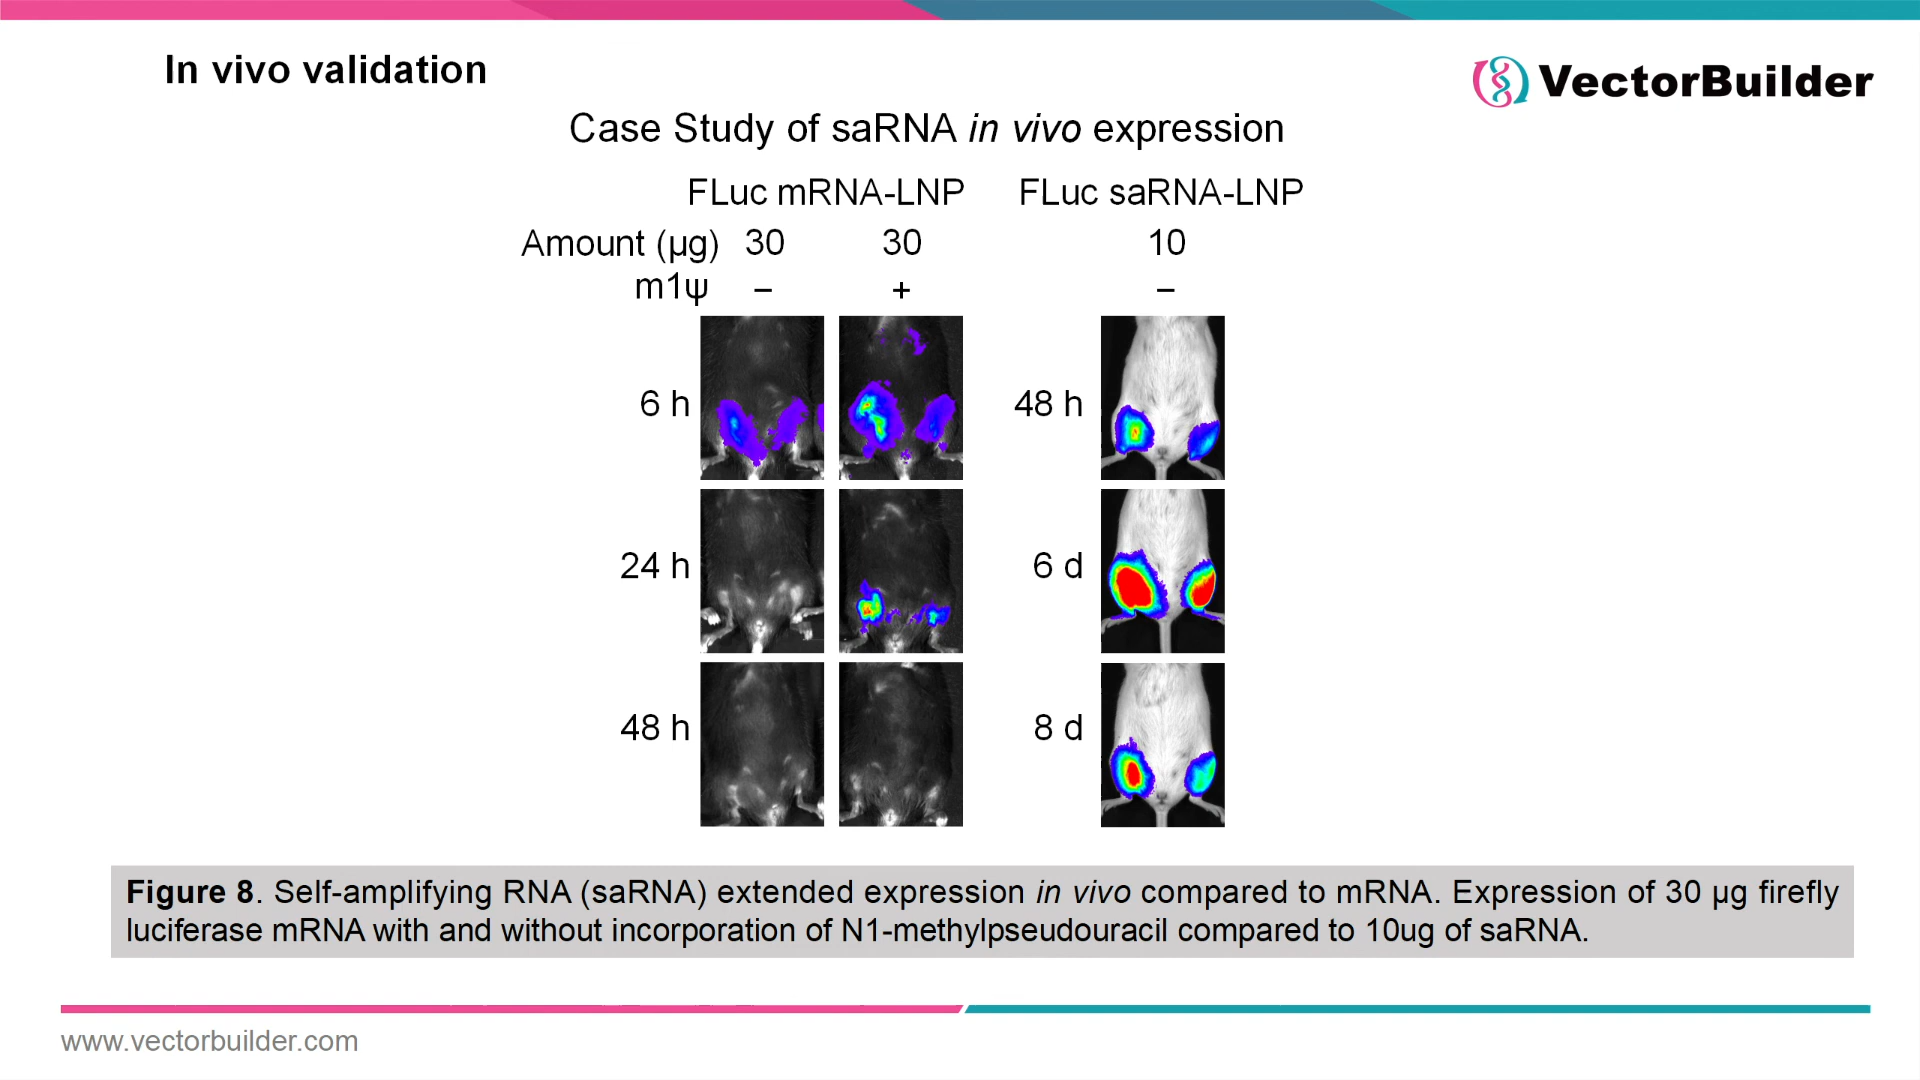 In vivo validation
VectorBuilder
Case Study of saRNA in vivo expression
FLuc mRNA-LNP FLuc saRNA-LNP
Amount (µg) 30 30 10
m1ψ – + –
6 h 48 h
24 h 6 d
48 h 8 d
Figure 8. Self-amplifying RNA (saRNA) extended expression in vivo compared to mRNA. Expression of 30 µg firefly
luciferase mRNA with and without incorporation of N1-methylpseudouracil compared to 10ug of saRNA.
www.vectorbuilder.com